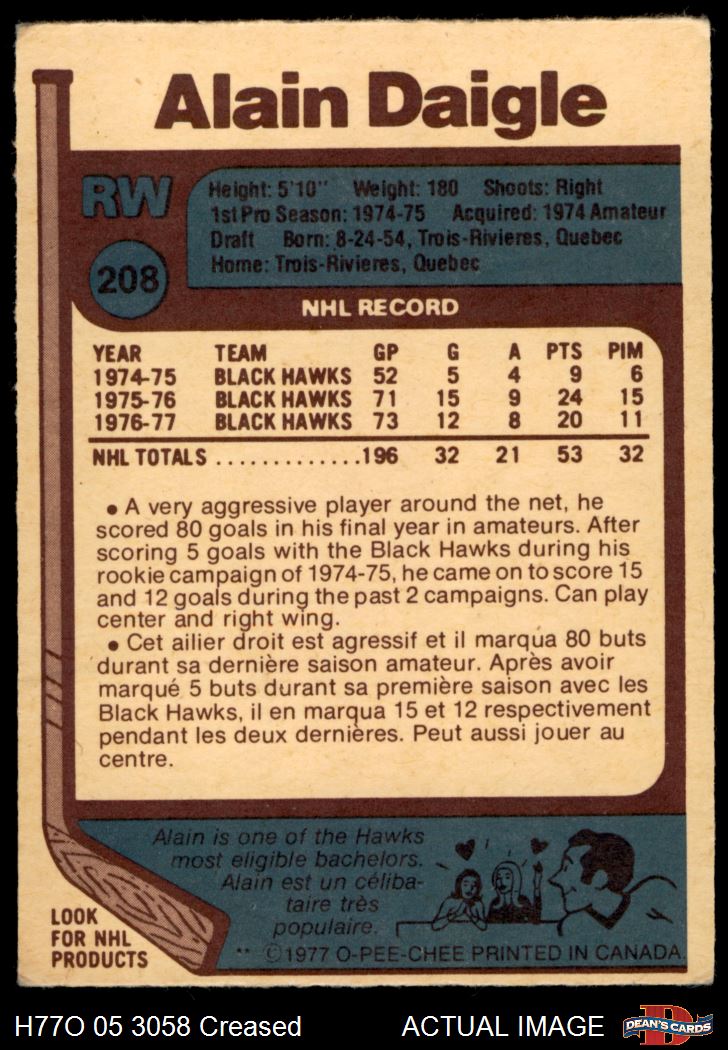 Alain Daigle
RW
208
Height: 5'10'' Weight: 180 Shoots: Right
1st Pro Season: 1974-75 Acquired: 1974 Amateur
Draft Born: 8-24-54, Trois-Rivieres, Quebec
Home: Trois-Rivieres, Quebec
NHL RECORD
YEAR TEAM GP G A PTS PIM
1974-75 BLACK HAWKS 52 5 4 9 6
1975-76 BLACK HAWKS 71 15 9 24 15
1976-77 BLACK HAWKS 73 12 8 20 11
NHL TOTALS .............196 32 21 53 32
• A very aggressive player around the net, he
scored 80 goals in his final year in amateurs. After
scoring 5 goals with the Black Hawks during his
rookie campaign of 1974-75, he came on to score 15
and 12 goals during the past 2 campaigns. Can play
center and right wing.
• Cet ailier droit est agressif et il marqua 80 buts
durant sa dernière saison amateur. Après avoir
marqué 5 buts durant sa première saison avec les
Black Hawks, il en marqua 15 et 12 respectivement
pendant les deux dernières. Peut aussi jouer au
centre.
Alain is one of the Hawks
most eligible bachelors.
Alain est un céliba-
taire très
populaire.
LOOK
FOR NHL
PRODUCTS
** ©1977 O-PEE-CHEE PRINTED IN CANADA.
H77O 05 3058 Creased ACTUAL IMAGE
D
DEAN'S CARDS